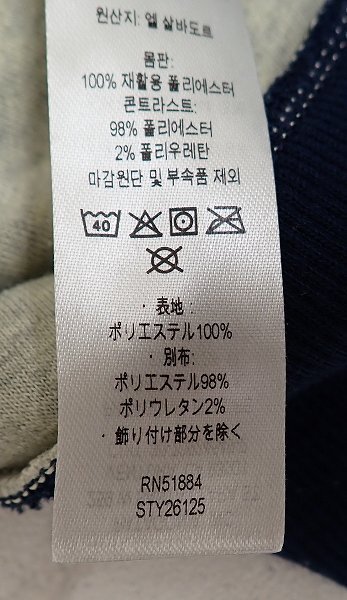 원산지: 엘 살바도르
몸판:
100% 재활용 폴리에스터
콘트라스트:
98% 폴리에스터
2% 폴리우레탄
마감원단 및 부속품 제외
40
・表地:
ポリエステル100%
・別布:
ポリエステル98%
ポリウレタン2%
・飾り付け部分を除く
RN51884
STY26125